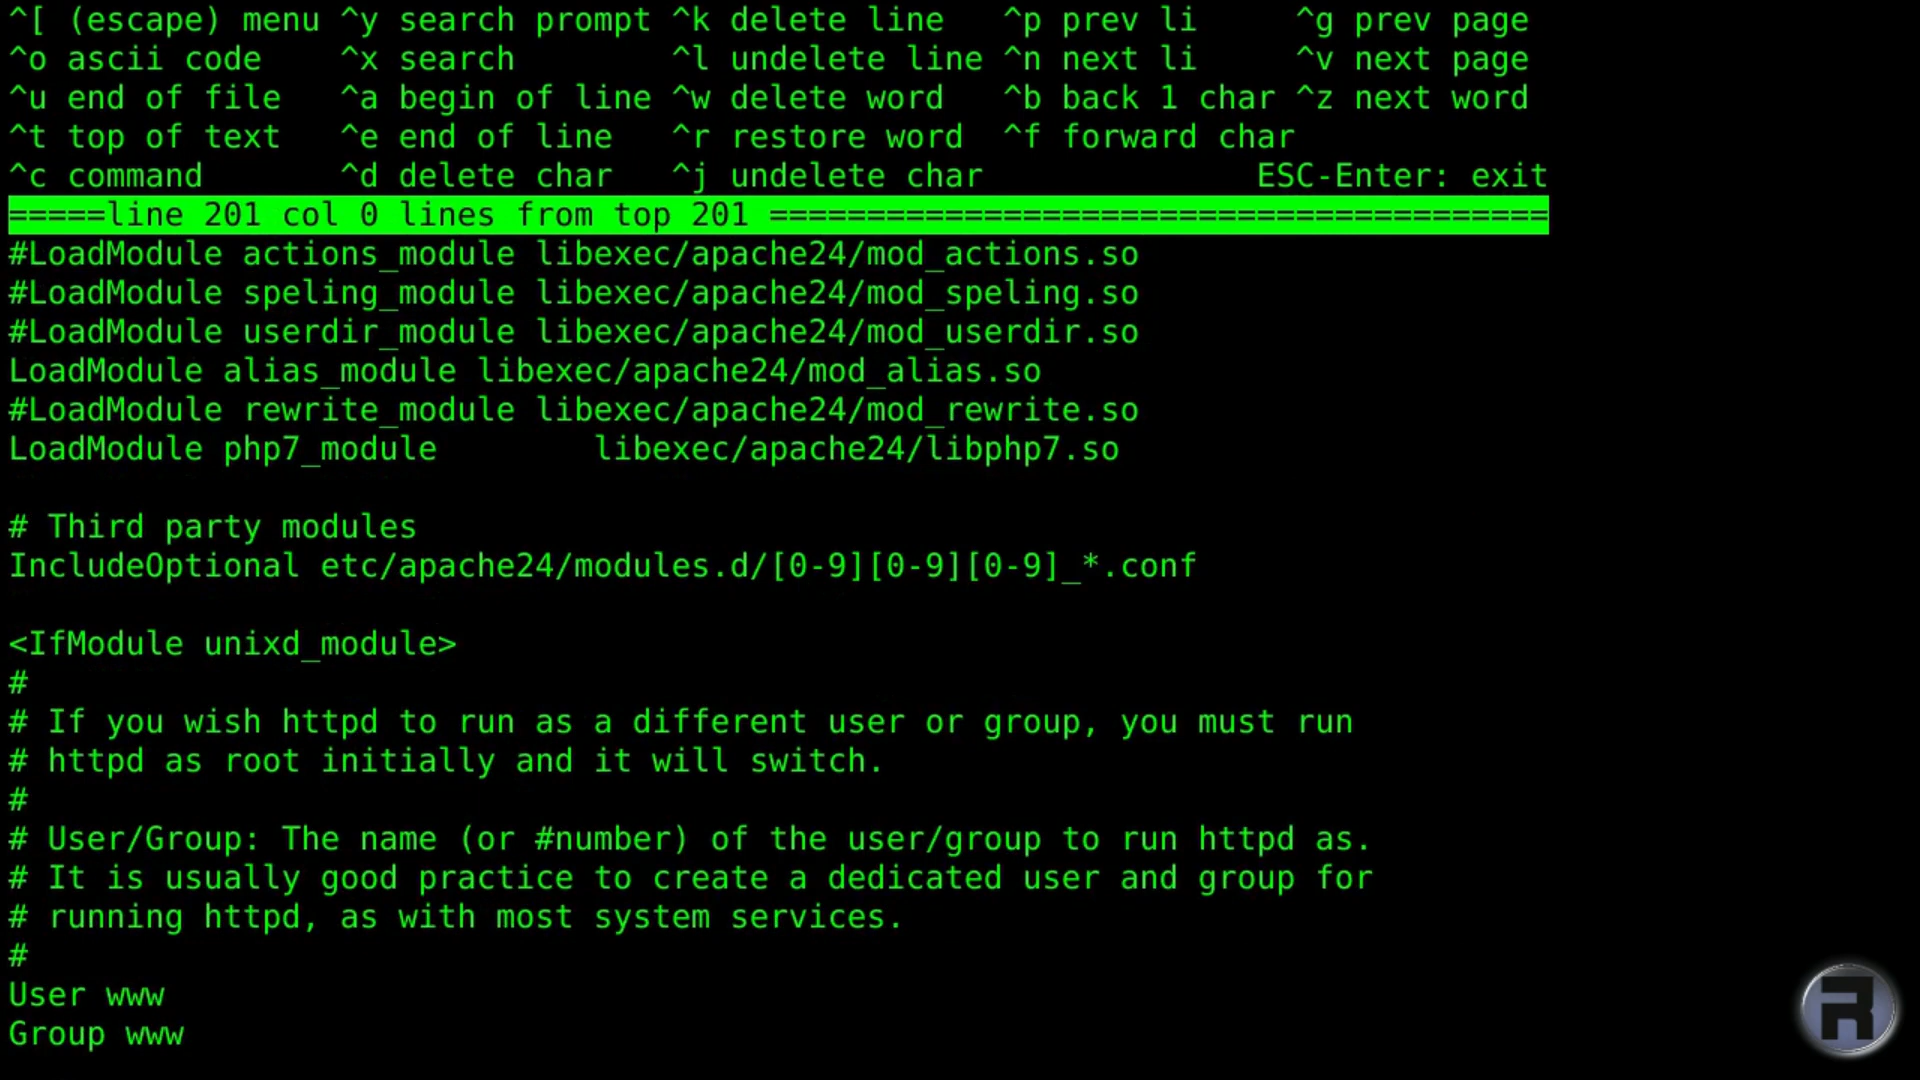 ^[ (escape) menu ^y search prompt ^k delete line   ^p prev li     ^g prev page
^o ascii code    ^x search        ^l undelete line ^n next li     ^v next page
^u end of file   ^a begin of line ^w delete word   ^b back 1 char ^z next word
^t top of text   ^e end of line   ^r restore word  ^f forward char
^c command       ^d delete char   ^j undelete char              ESC-Enter: exit
=====line 201 col 0 lines from top 201 ========================================
#LoadModule actions_module libexec/apache24/mod_actions.so
#LoadModule speling_module libexec/apache24/mod_speling.so
#LoadModule userdir_module libexec/apache24/mod_userdir.so
LoadModule alias_module libexec/apache24/mod_alias.so
#LoadModule rewrite_module libexec/apache24/mod_rewrite.so
LoadModule php7_module        libexec/apache24/libphp7.so
# Third party modules
IncludeOptional etc/apache24/modules.d/[0-9][0-9][0-9]_*.conf
<IfModule unixd_module>
#
# If you wish httpd to run as a different user or group, you must run
# httpd as root initially and it will switch.
#
# User/Group: The name (or #number) of the user/group to run httpd as.
# It is usually good practice to create a dedicated user and group for
# running httpd, as with most system services.
#
User www
Group www
R